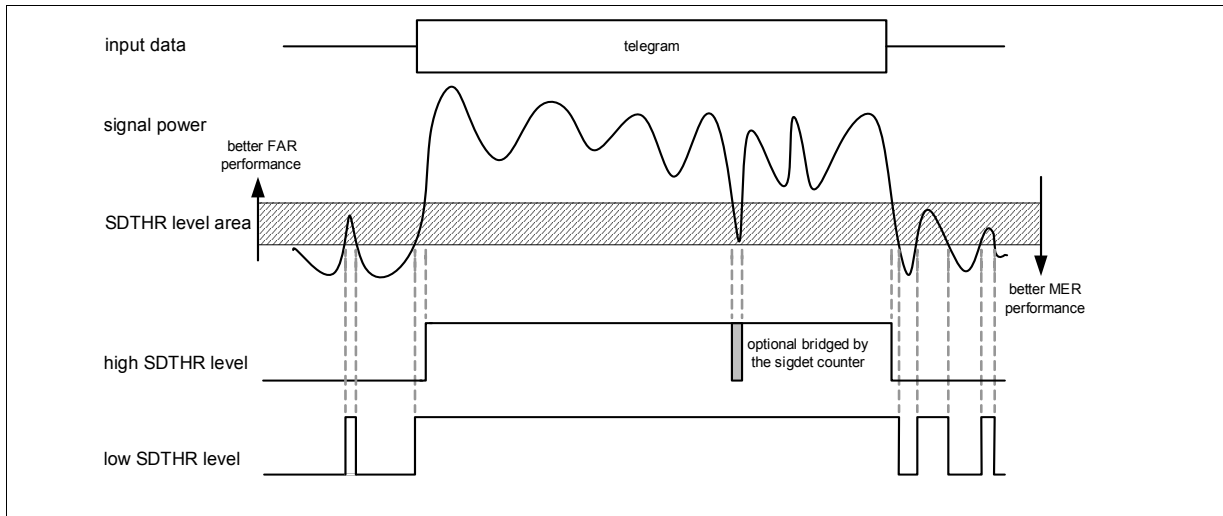 input data
telegram
signal power
better FAR
performance
SDTHR level area
better MER
performance
high SDTHR level
optional bridged by
the sigdet counter
low SDTHR level